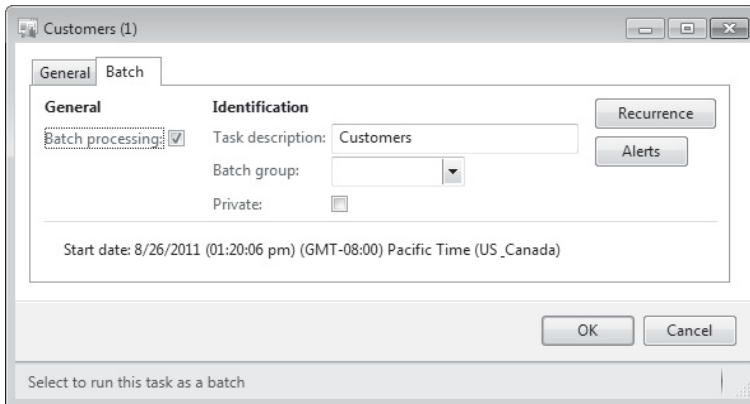 Customers (1)
General Batch
General Identification
Batch processing: Task description: Customers Recurrence
Batch group: Alerts
Private:
Start date: 8/26/2011 (01:20:06 pm) (GMT-08:00) Pacific Time (US_Canada)
OK Cancel
Select to run this task as a batch